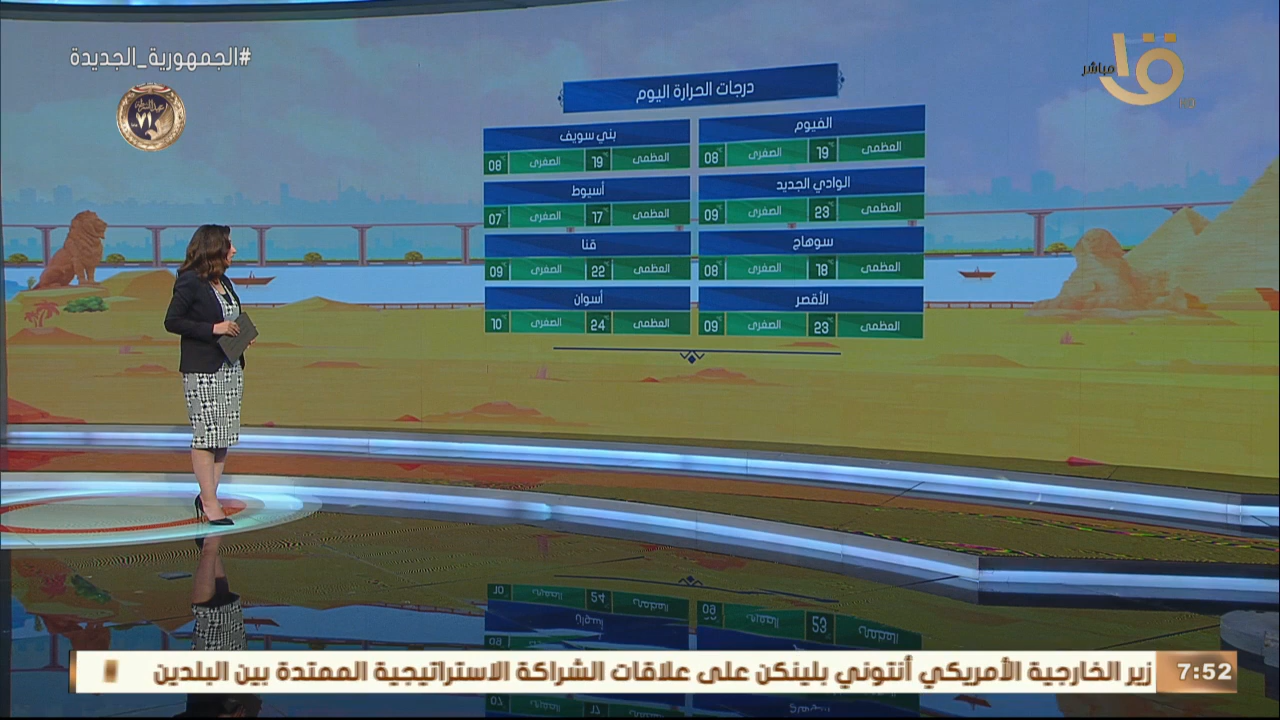 #الجمهورية_الجديدة
مباشر
درجات الحرارة اليوم
الفيوم
العظمى 19 الصغرى 08
بني سويف
العظمى 19 الصغرى 08
الوادي الجديد
العظمى 23 الصغرى 09
أسيوط
العظمى 17 الصغرى 07
سوهاج
العظمى 18 الصغرى 08
قنا
العظمى 22 الصغرى 09
الأقصر
العظمى 23 الصغرى 09
أسوان
العظمى 24 الصغرى 10
7:52 زير الخارجية الأمريكي أنتوني بلينكن على علاقات الشراكة الاستراتيجية الممتدة بين البلدين